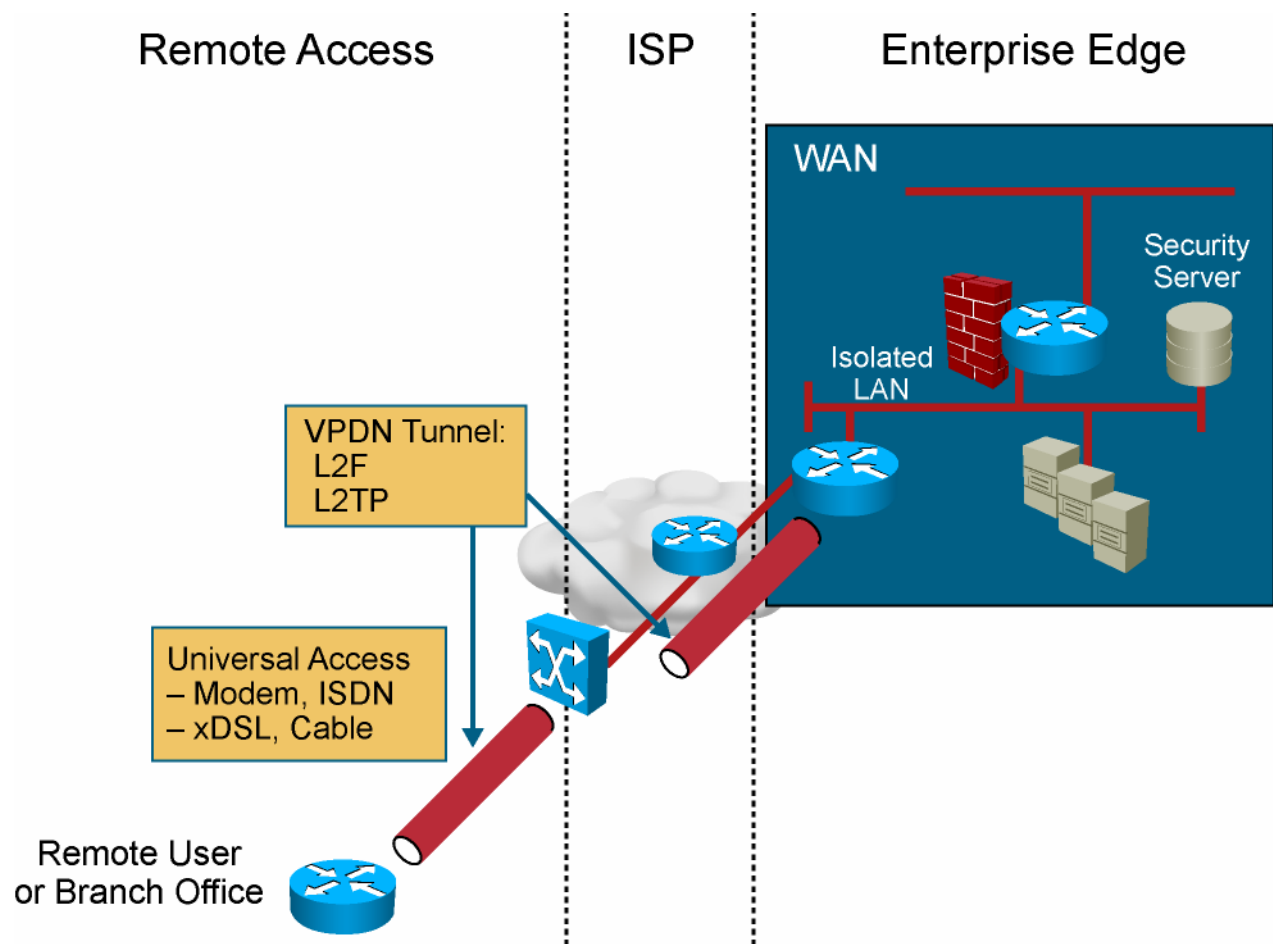 Remote Access
ISP
Enterprise Edge
WAN
Security
Server
Isolated
LAN
VPDN Tunnel:
L2F
L2TP
Universal Access
– Modem, ISDN
– xDSL, Cable
Remote User
or Branch Office